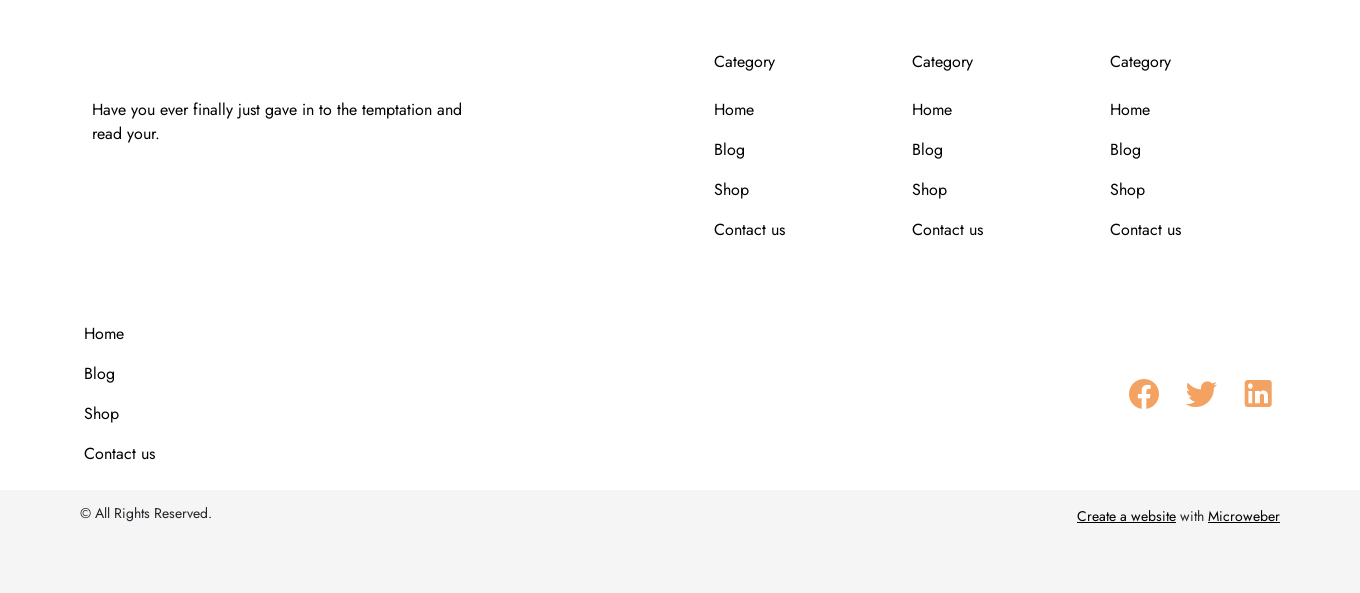 Have you ever finally just gave in to the temptation and
read your.
Category
Home
Blog
Shop
Contact us
Category
Home
Blog
Shop
Contact us
Category
Home
Blog
Shop
Contact us
Home
Blog
Shop
Contact us
© All Rights Reserved.
Create a website with Microweber